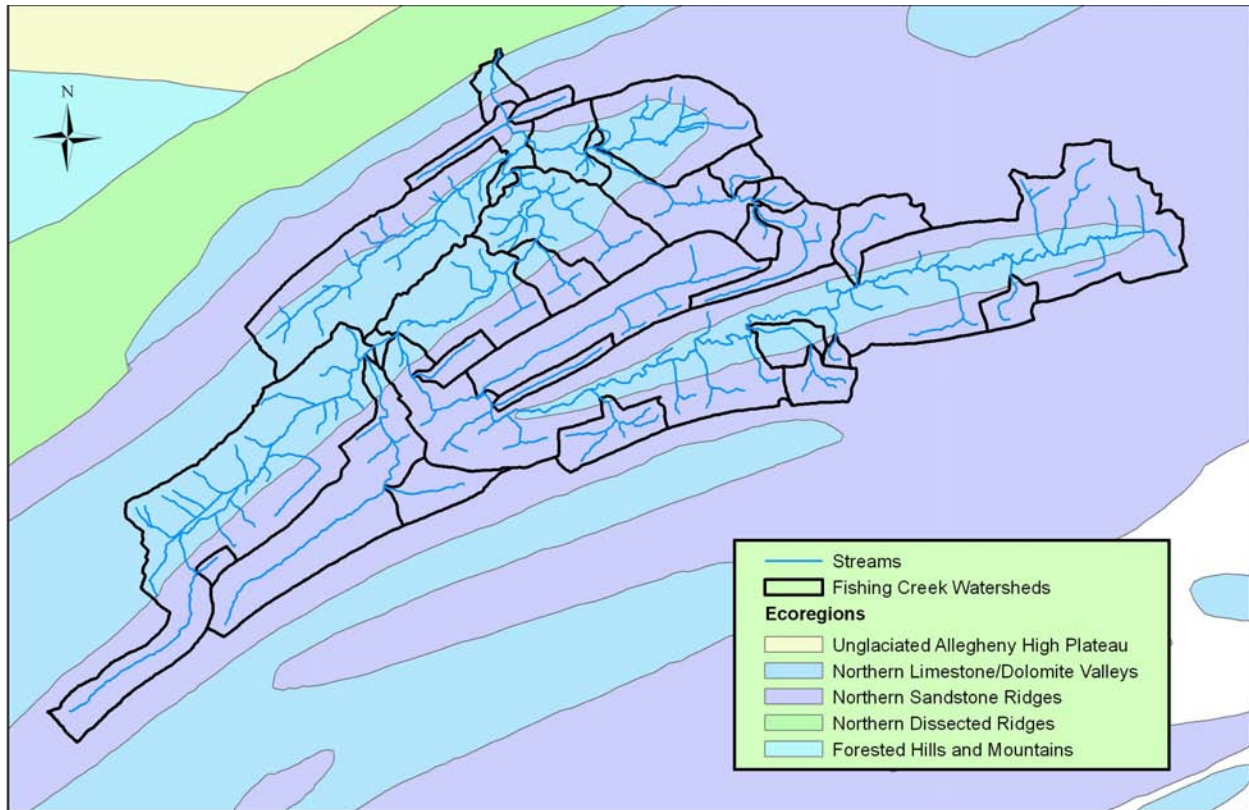 N
Streams
Fishing Creek Watersheds
Ecoregions
Unglaciated Allegheny High Plateau
Northern Limestone/Dolomite Valleys
Northern Sandstone Ridges
Northern Dissected Ridges
Forested Hills and Mountains